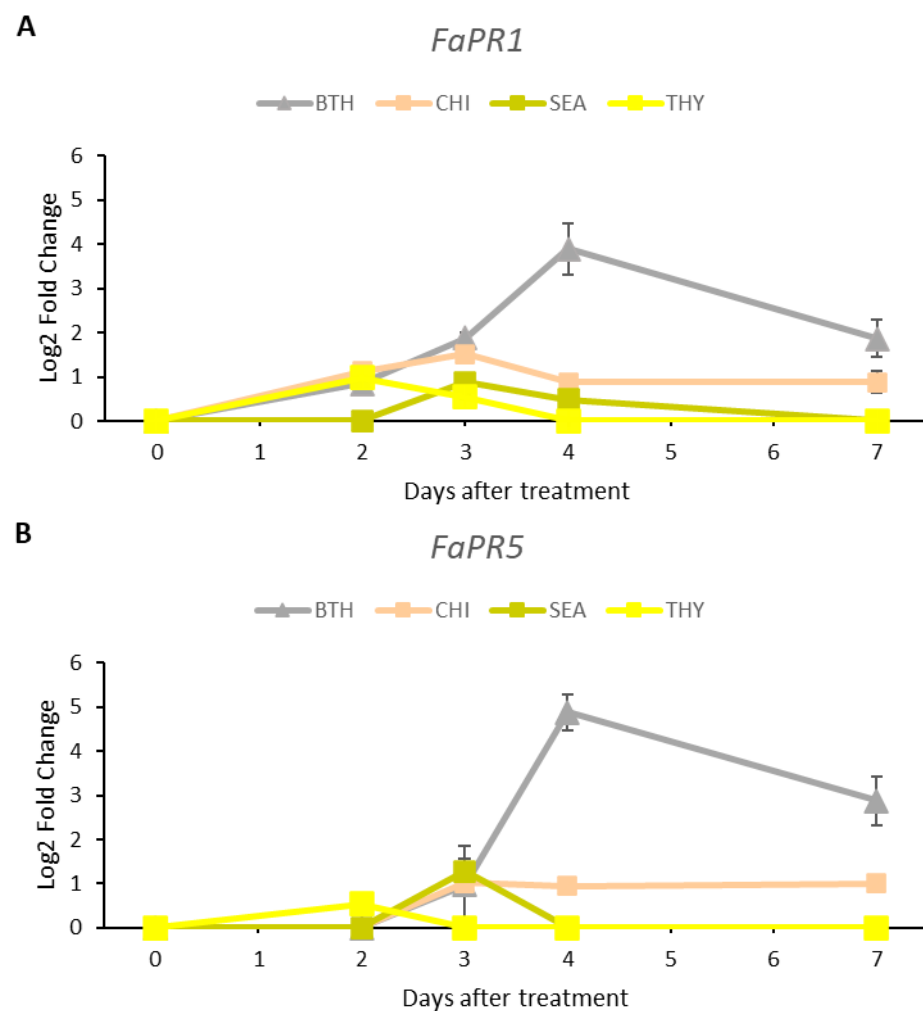 A
FaPR1
BTH CHI SEA THY
6
5
4
3
2
1
0
Log2 Fold Change
0 1 2 3 4 5 6 7
Days after treatment
B
FaPR5
BTH CHI SEA THY
6
5
4
3
2
1
0
Log2 Fold Change
0 1 2 3 4 5 6 7
Days after treatment